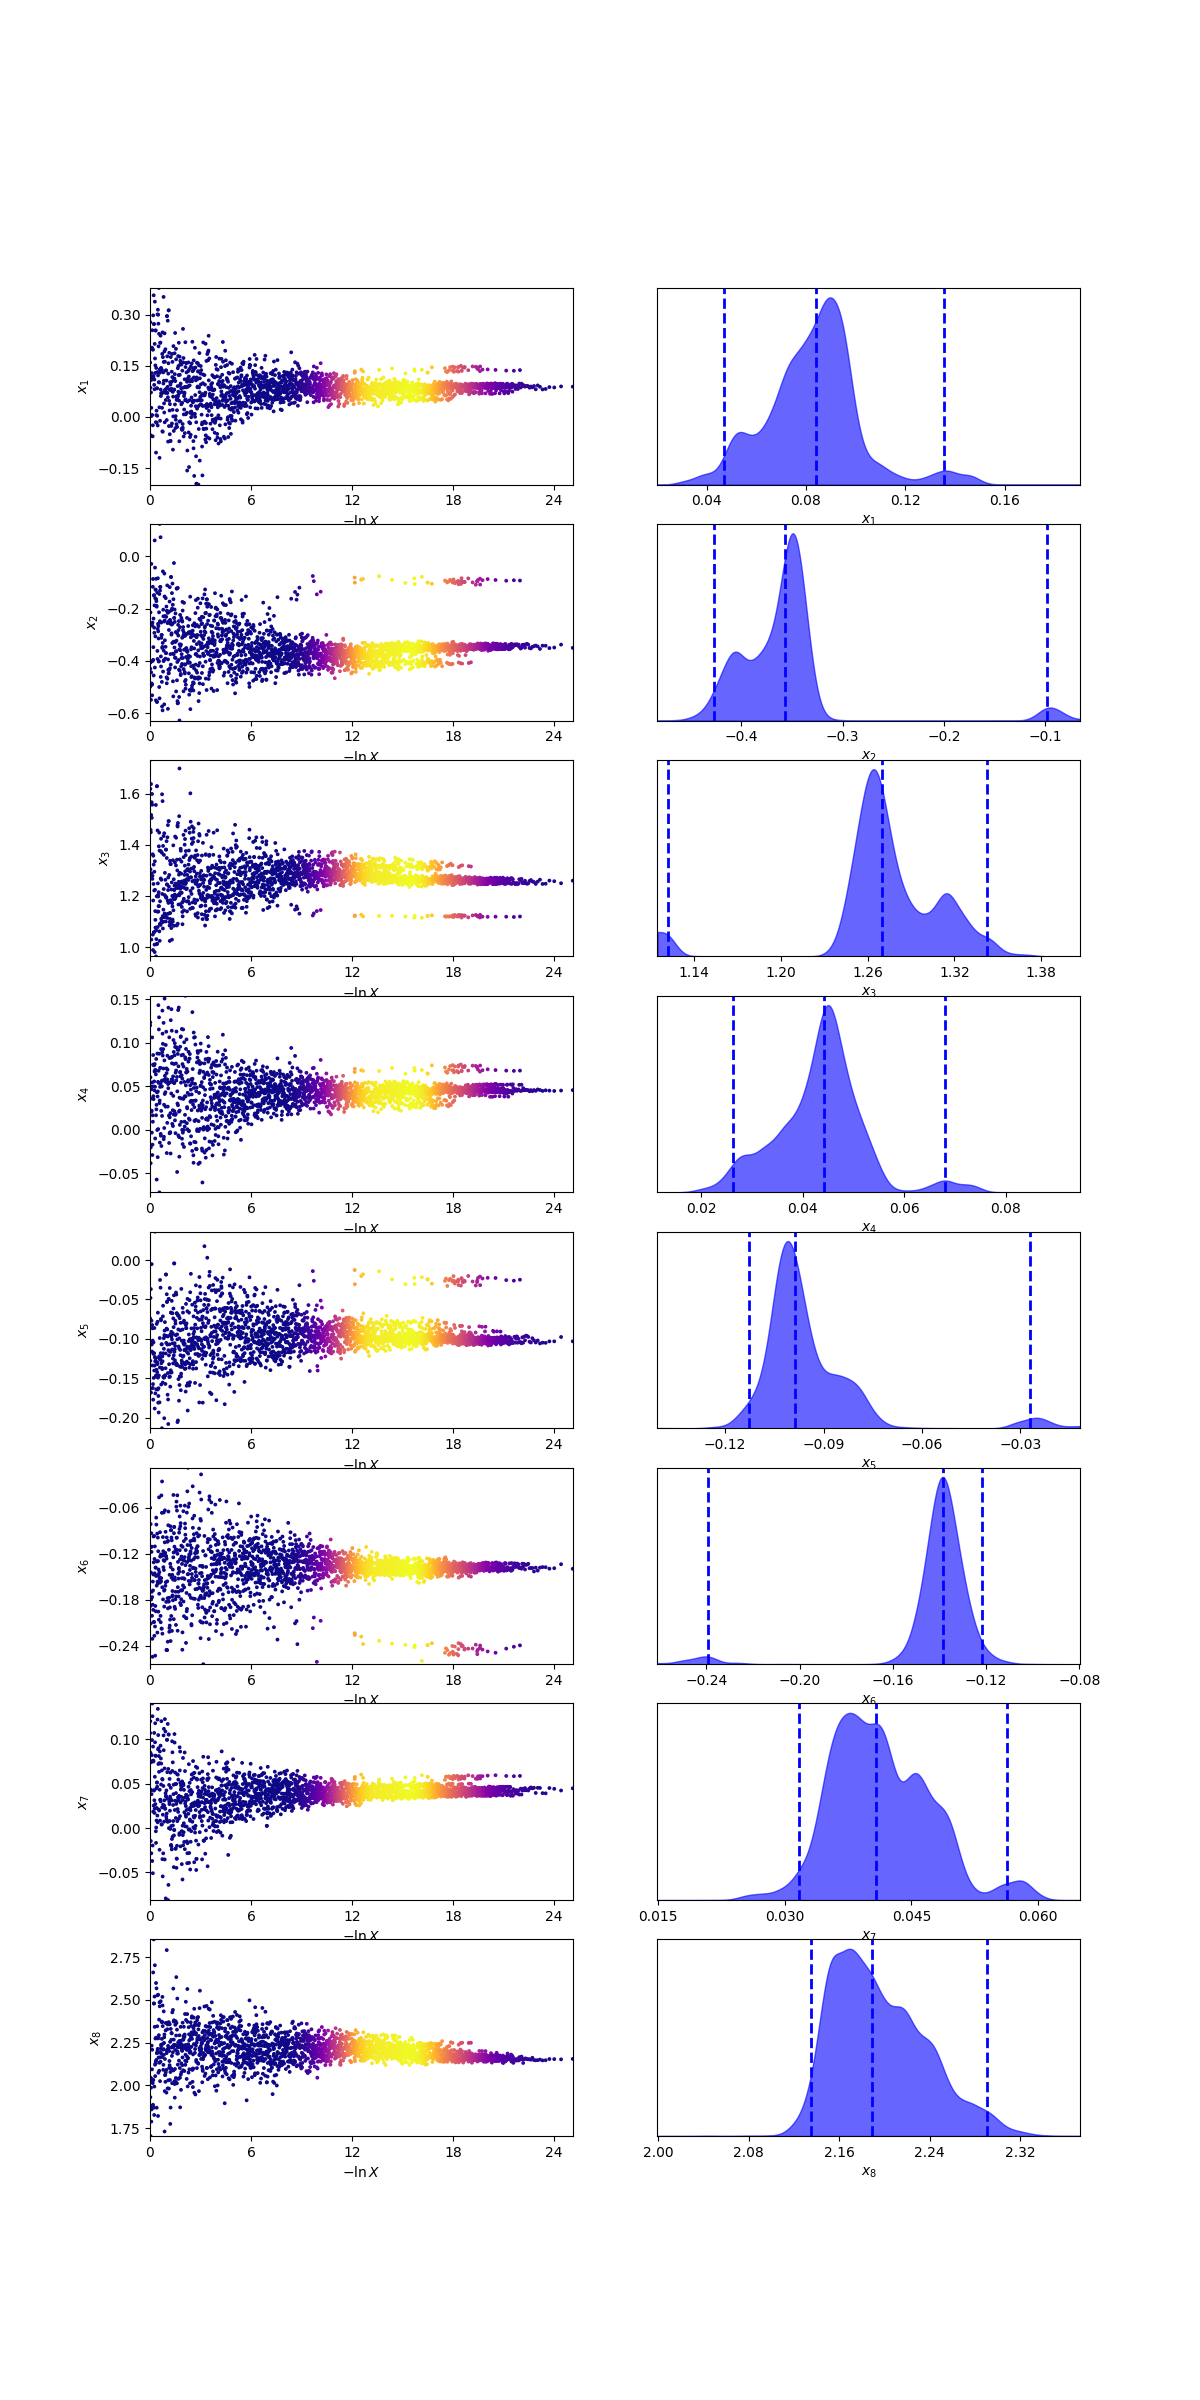 0.30
0.15
0.00
−0.15
x₁
0 6 12 18 24
−ln X
0.04 0.08 0.12 0.16
x₁
0.0
−0.2
−0.4
−0.6
x₂
0 6 12 18 24
−ln X
−0.4 −0.3 −0.2 −0.1
x₂
1.6
1.4
1.2
1.0
x₃
0 6 12 18 24
−ln X
1.14 1.20 1.26 1.32 1.38
x₃
0.15
0.10
0.05
0.00
−0.05
x₄
0 6 12 18 24
−ln X
0.02 0.04 0.06 0.08
x₄
0.00
−0.05
−0.10
−0.15
−0.20
x₅
0 6 12 18 24
−ln X
−0.12 −0.09 −0.06 −0.03
x₅
−0.06
−0.12
−0.18
−0.24
x₆
0 6 12 18 24
−ln X
−0.24 −0.20 −0.16 −0.12 −0.08
x₆
0.10
0.05
0.00
−0.05
x₇
0 6 12 18 24
−ln X
0.015 0.030 0.045 0.060
x₇
2.75
2.50
2.25
2.00
1.75
x₈
0 6 12 18 24
−ln X
2.00 2.08 2.16 2.24 2.32
x₈